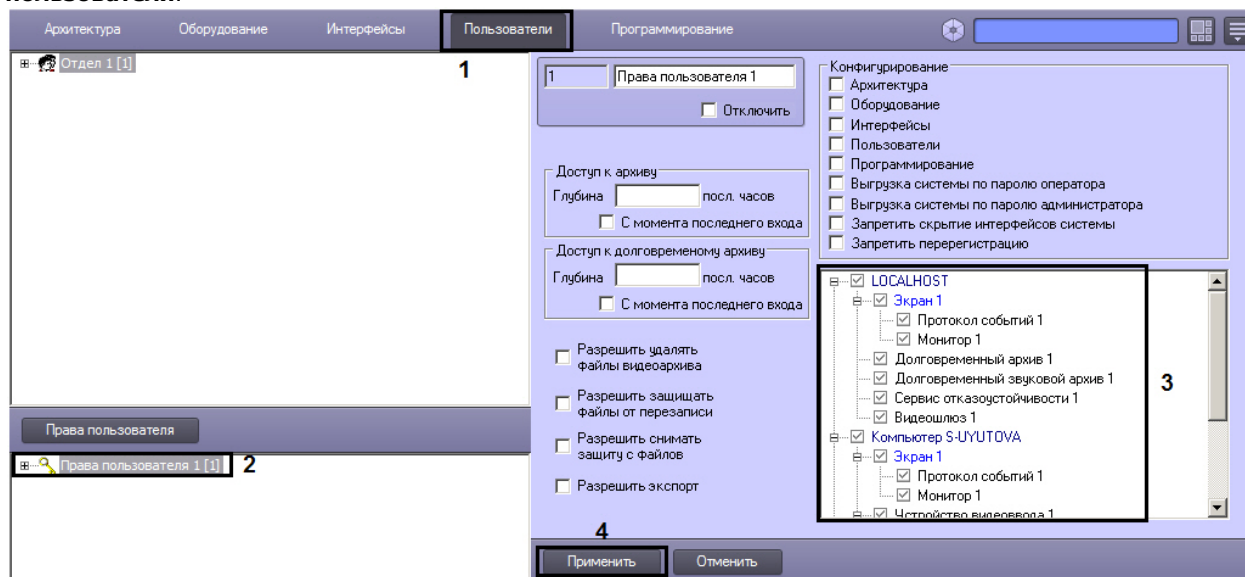 пользователя.
Архитектура Оборудование Интерфейсы Пользователи Программирование
1
Отдел 1 [1]
Права пользователя
Права пользователя 1 [1] 2
1 Права пользователя 1
Отключить
Доступ к архиву
Глубина посл. часов
С момента последнего входа
Доступ к долговременому архиву
Глубина посл. часов
С момента последнего входа
Разрешить удалять
файлы видеоархива
Разрешить защищать
файлы от перезаписи
Разрешить снимать
защиту с файлов
Разрешить экспорт
Конфигурирование
Архитектура
Оборудование
Интерфейсы
Пользователи
Программирование
Выгрузка системы по паролю оператора
Выгрузка системы по паролю администратора
Запретить скрытие интерфейсов системы
Запретить перерегистрацию
LOCALHOST
Экран 1
Протокол событий 1
Монитор 1
Долговременный архив 1
Долговременный звуковой архив 1
3
Сервис отказоустойчивости 1
Видеошлюз 1
Компьютер S-UYUTOVA
Экран 1
Протокол событий 1
Монитор 1
Устройство видеоввода 1
4
Применить Отменить